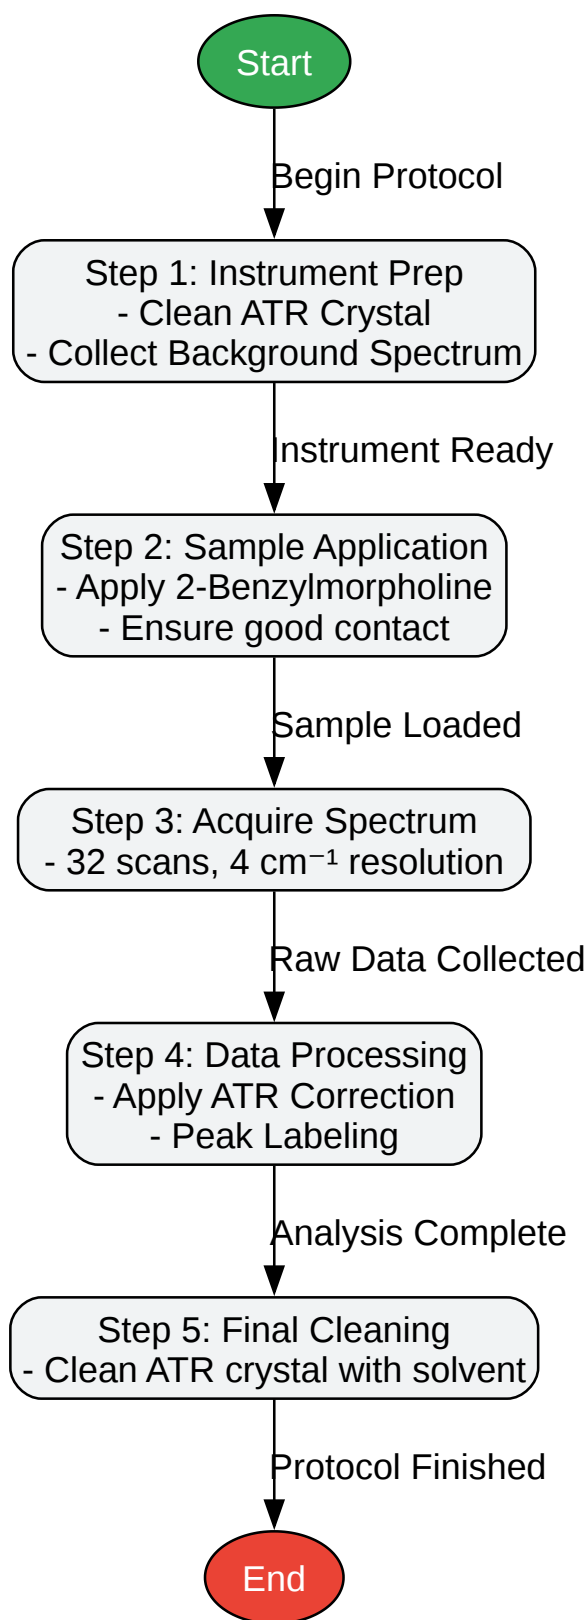 Start
Begin Protocol
Step 1: Instrument Prep
- Clean ATR Crystal
- Collect Background Spectrum
Instrument Ready
Step 2: Sample Application
- Apply 2-Benzylmorpholine
- Ensure good contact
Sample Loaded
Step 3: Acquire Spectrum
- 32 scans, 4 cm⁻¹ resolution
Raw Data Collected
Step 4: Data Processing
- Apply ATR Correction
- Peak Labeling
Analysis Complete
Step 5: Final Cleaning
- Clean ATR crystal with solvent
Protocol Finished
End